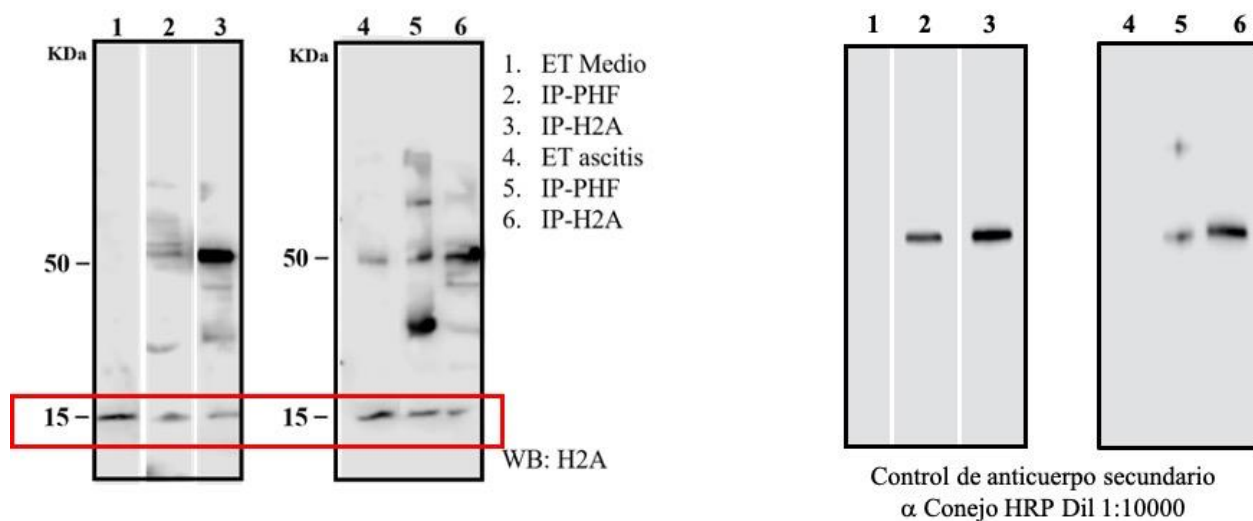 1 2 3
KDa
50 –
15 –
4 5 6
KDa
50 –
15 –
1. ET Medio
2. IP-PHF
3. IP-H2A
4. ET ascitis
5. IP-PHF
6. IP-H2A
WB: H2A
1 2 3
4 5 6
Control de anticuerpo secundario
α Conejo HRP Dil 1:10000